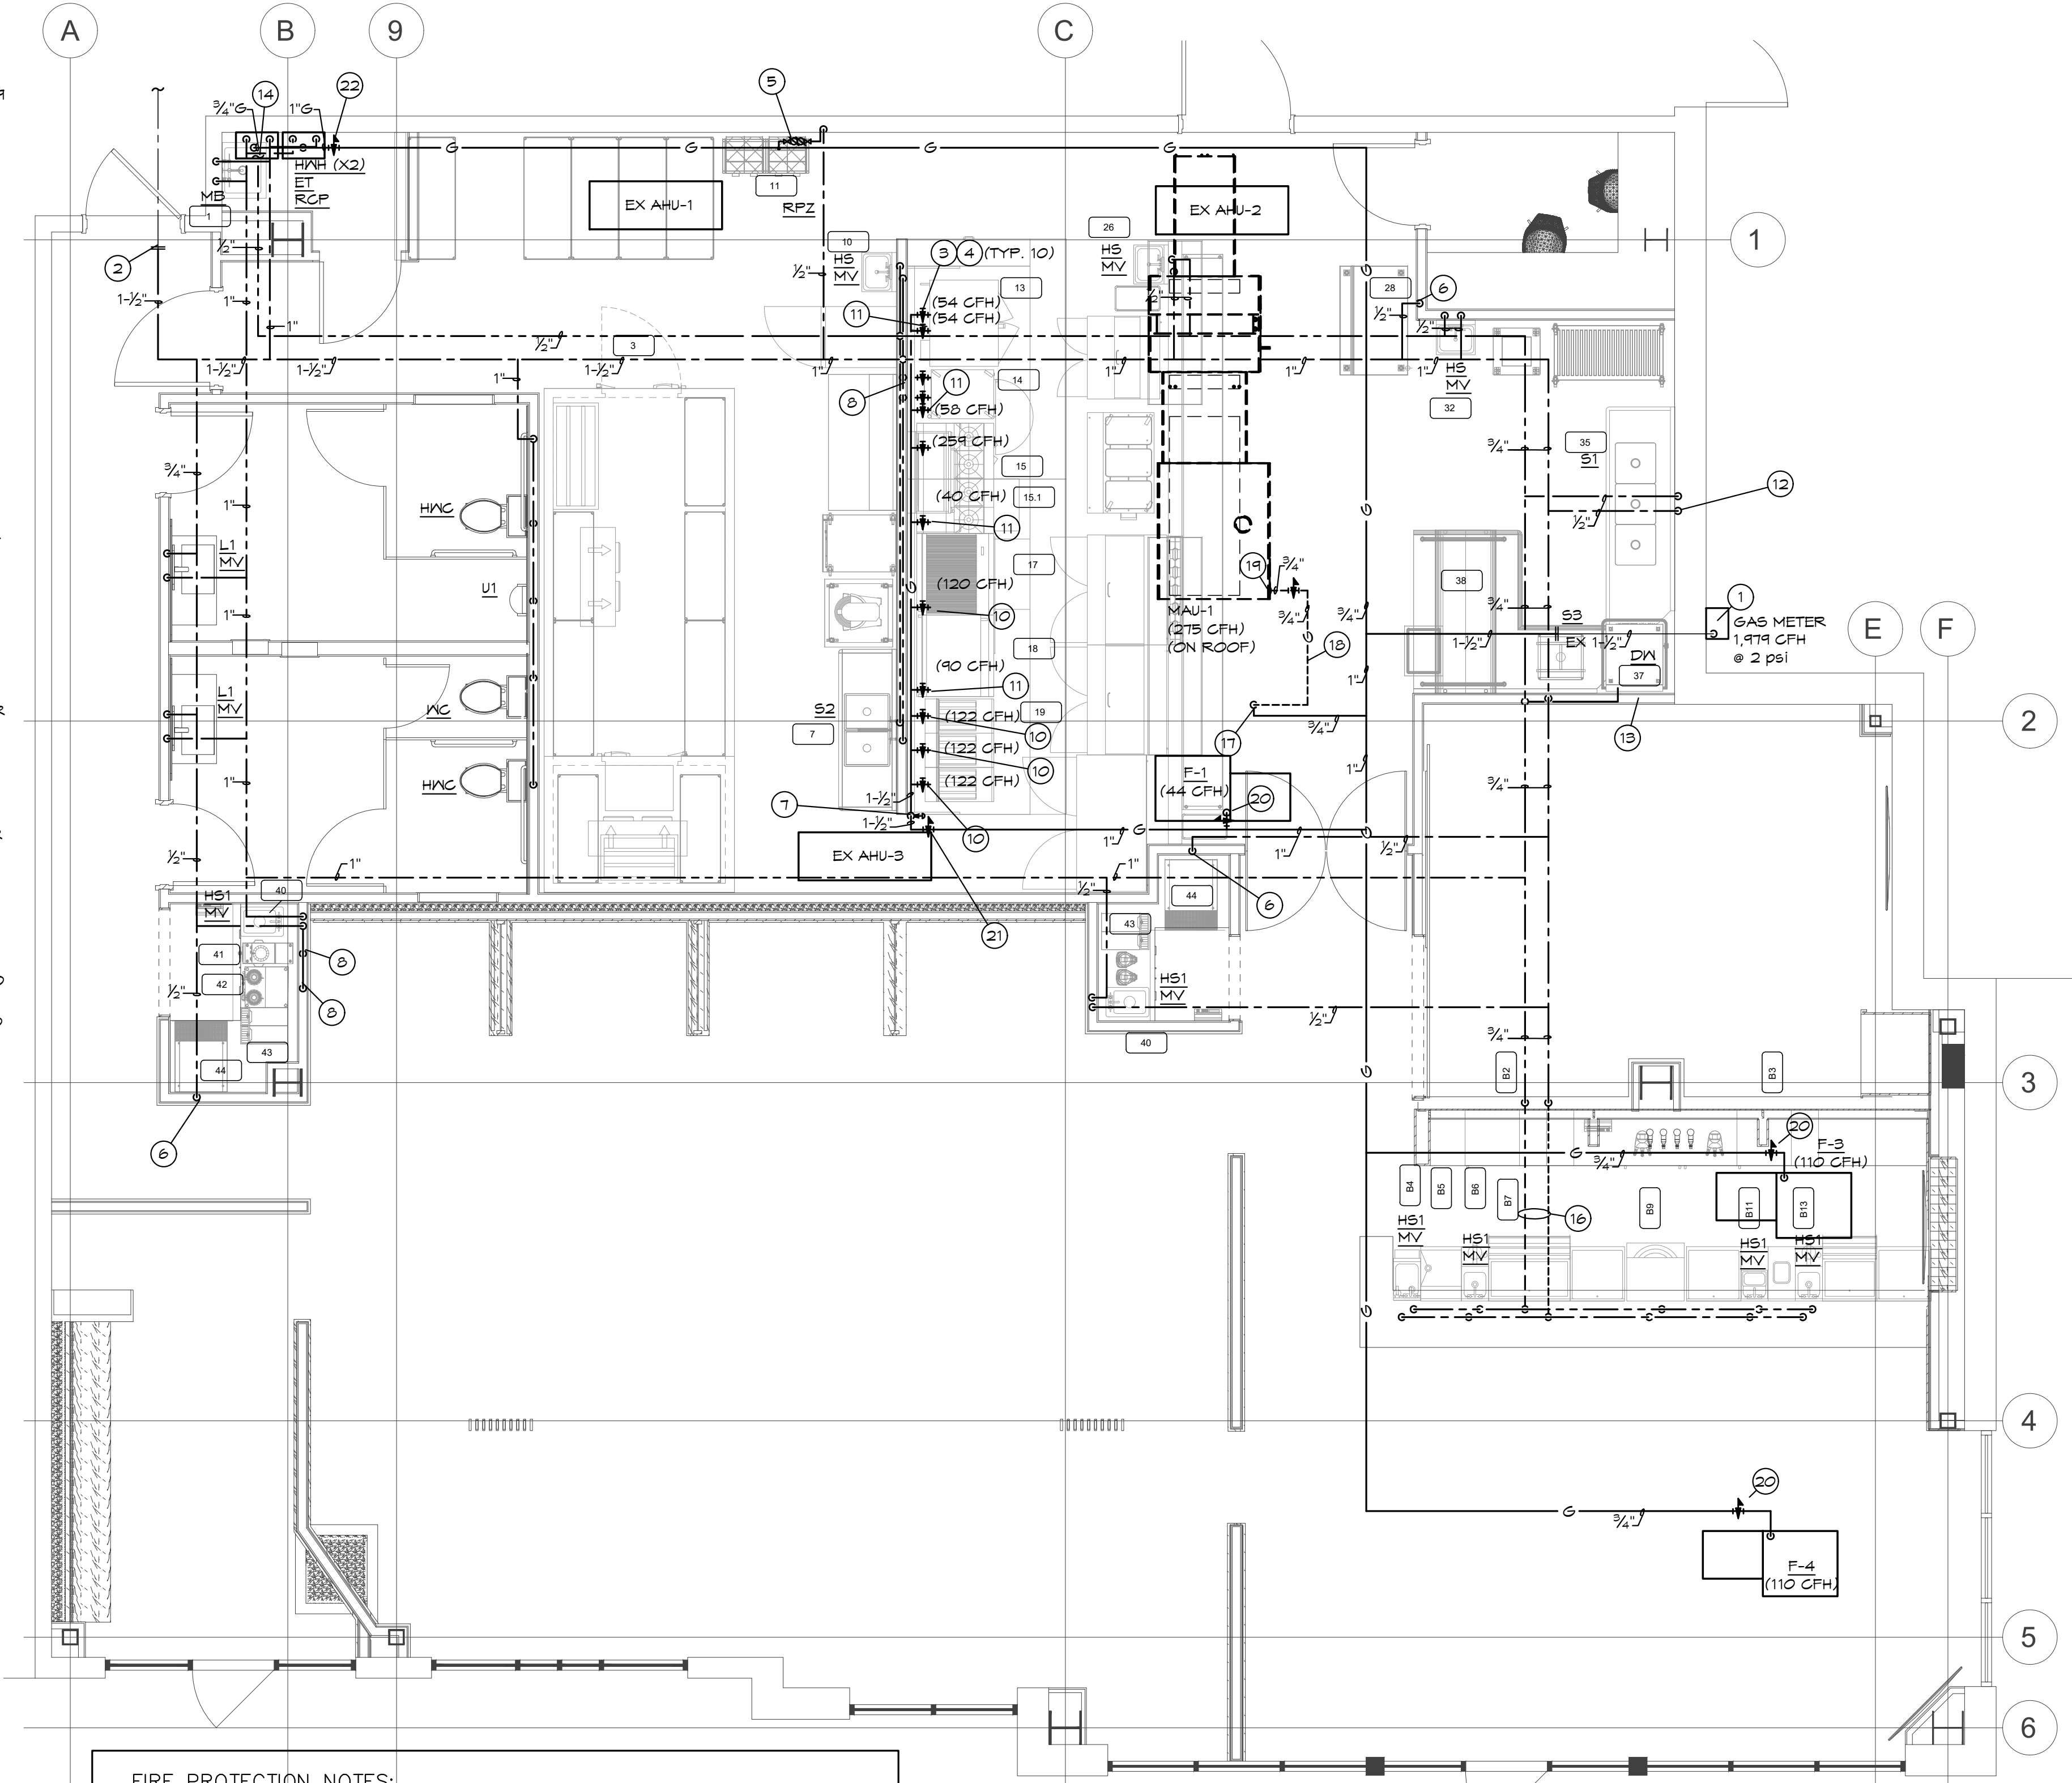 A
B
9
C
5
22
14
3/4"G
1"G
HWH (X2)
ET
RCP
MB
1
2
1-1/2"
1/2"
1"
1"
EX AHU-1
11
RPZ
EX AHU-2
10
HS
MV
1/2"
26
HS
MV
1/2"
3
4
(TYP. 10)
13
(54 CFH)
(54 CFH)
11
28
6
1/2"
1/2"
HS
MV
32
1
1-1/2"
1-1/2"
1/2"
3
1-1/2"
1"
1"
1"
1"
1"
1"
8
11
14
(58 CFH)
(259 CFH)
15
(40 CFH)
15.1
11
17
(120 CFH)
10
18
(90 CFH)
11
19
(122 CFH)
10
(122 CFH)
10
(122 CFH)
10
3/4"
1"
HWC
L1
MV
U1
1"
L1
MV
WC
HWC
1"
1/2"
S2
7
7
1-1/2"
1-1/2"
EX AHU-3
21
C
19
3/4"
3/4"
MAU-1
(275 CFH)
(ON ROOF)
18
17
3/4"
3/4"
1"
1"
F-1
(44 CFH)
20
G
1"
1"
1/2"
3/4"
35
S1
12
1/2"
38
3/4"
S3
1-1/2"
EX 1-1/2"
DW
37
13
1
GAS METER
1,979 CFH
@ 2 psi
E
F
2
3/4"
HS1
MV
40
1"
41
42
8
8
1/2"
43
44
6
1"
1/2"
44
6
43
HS1
MV
40
1/2"
3/4"
B2
B3
3
20
F-3
(110 CFH)
G
3/4"
B4
B5
B6
B7
16
B9
B11
B13
HS1
MV
HS1
MV
HS1
MV
HS1
MV
4
20
G
3/4"
F-4
(110 CFH)
5
6
FIRE PROTECTION NOTES: